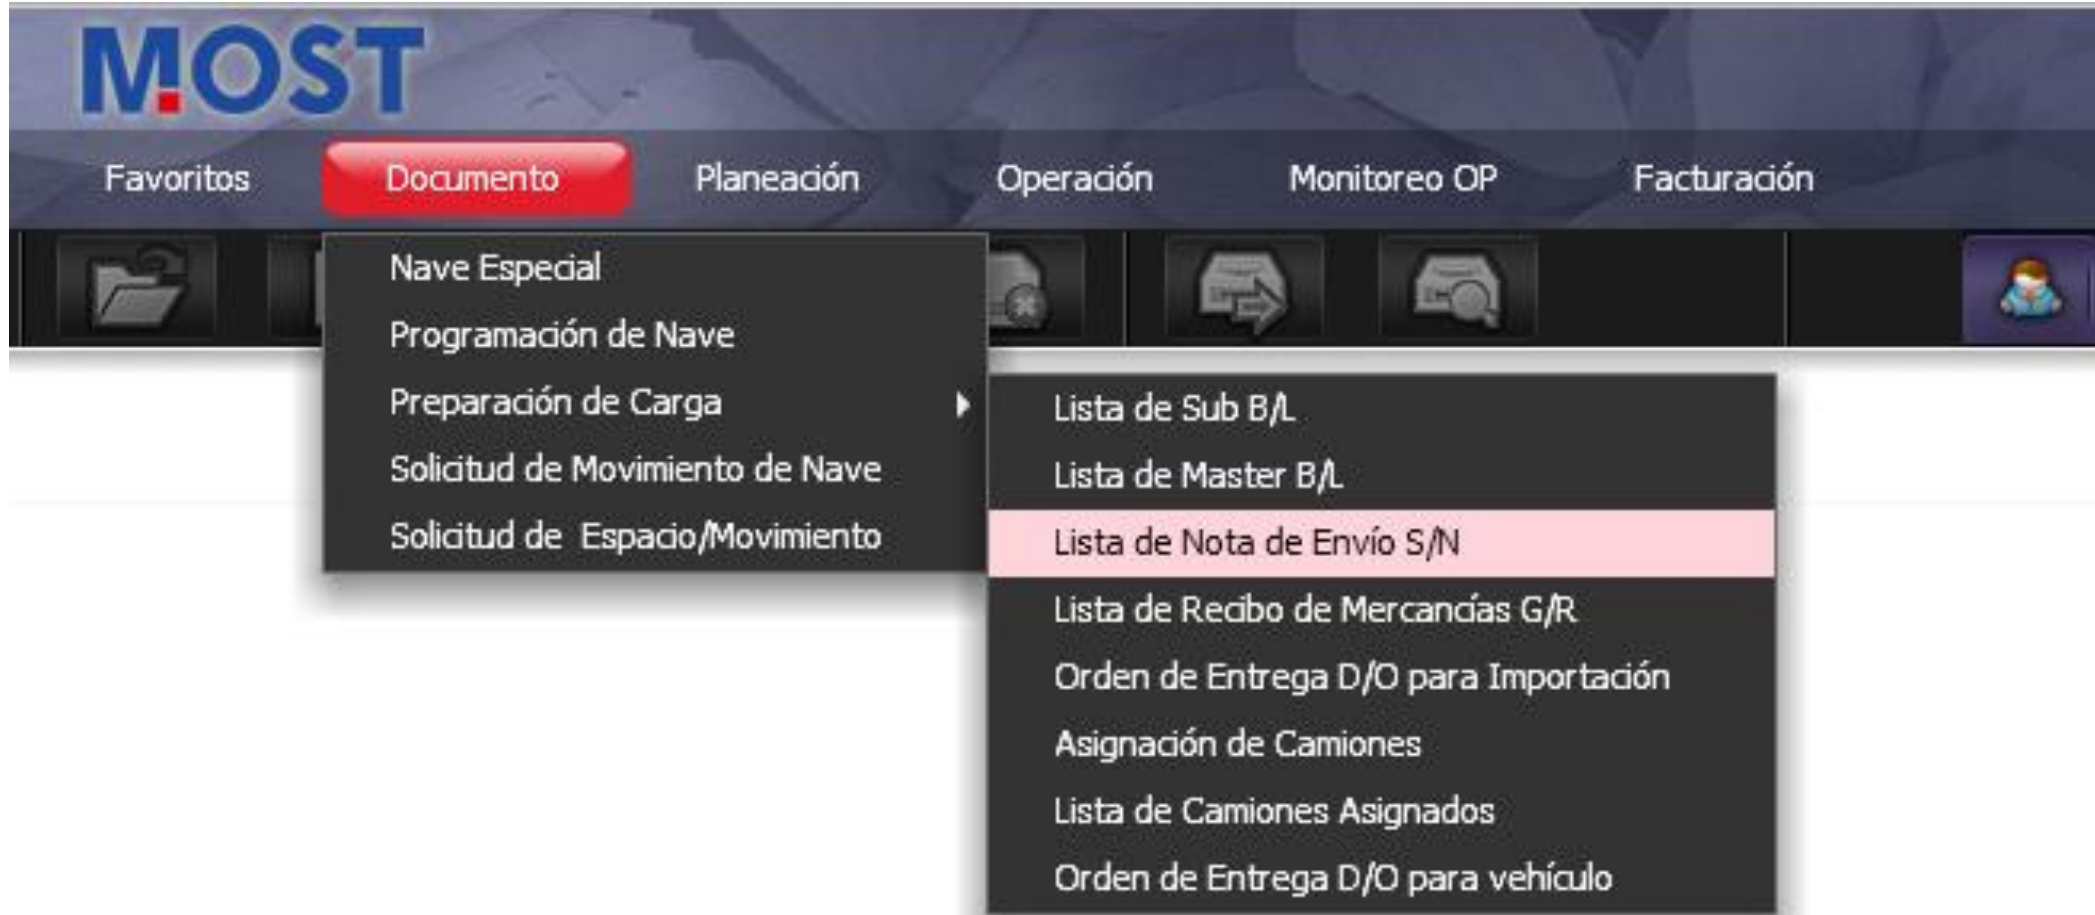 MOST
Favoritos Documento Planeación Operación Monitoreo OP Facturación
Nave Especial
Programación de Nave
Preparación de Carga
Solicitud de Movimiento de Nave
Solicitud de Espacio/Movimiento
Lista de Sub B/L
Lista de Master B/L
Lista de Nota de Envío S/N
Lista de Recibo de Mercancías G/R
Orden de Entrega D/O para Importación
Asignación de Camiones
Lista de Camiones Asignados
Orden de Entrega D/O para vehículo